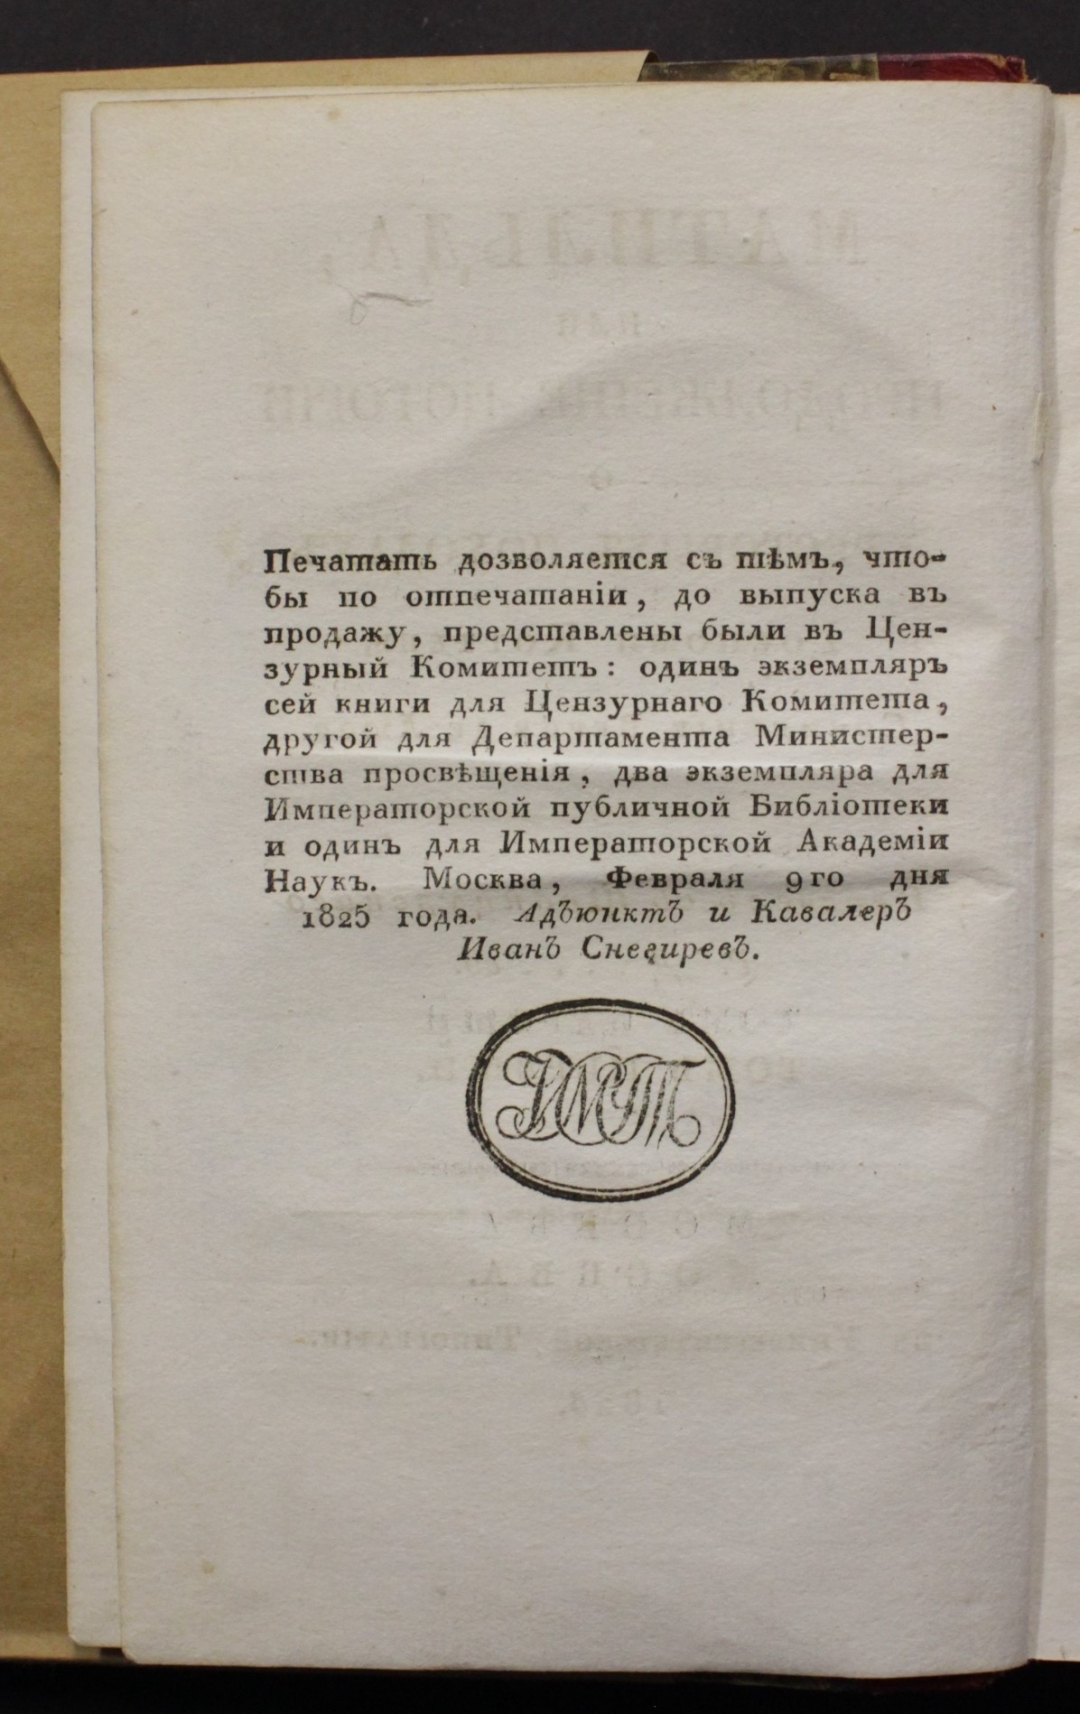 Печатать дозволяется съ тѣмъ, что-
бы по отпечатаніи, до выпуска въ
продажу, представлены были въ Цен-
зурный Комитетъ: одинъ экземпляръ
сей книги для Цензурнаго Комитета,
другой для Департамента Министер-
ства просвѣщенія, два экземпляра для
Императорской публичной Библіотеки
и одинъ для Императорской Академіи
Наукъ. Москва, Февраля 9го дня
1825 года. Адъюнктъ и Кавалеръ
Иванъ Снегиревъ.